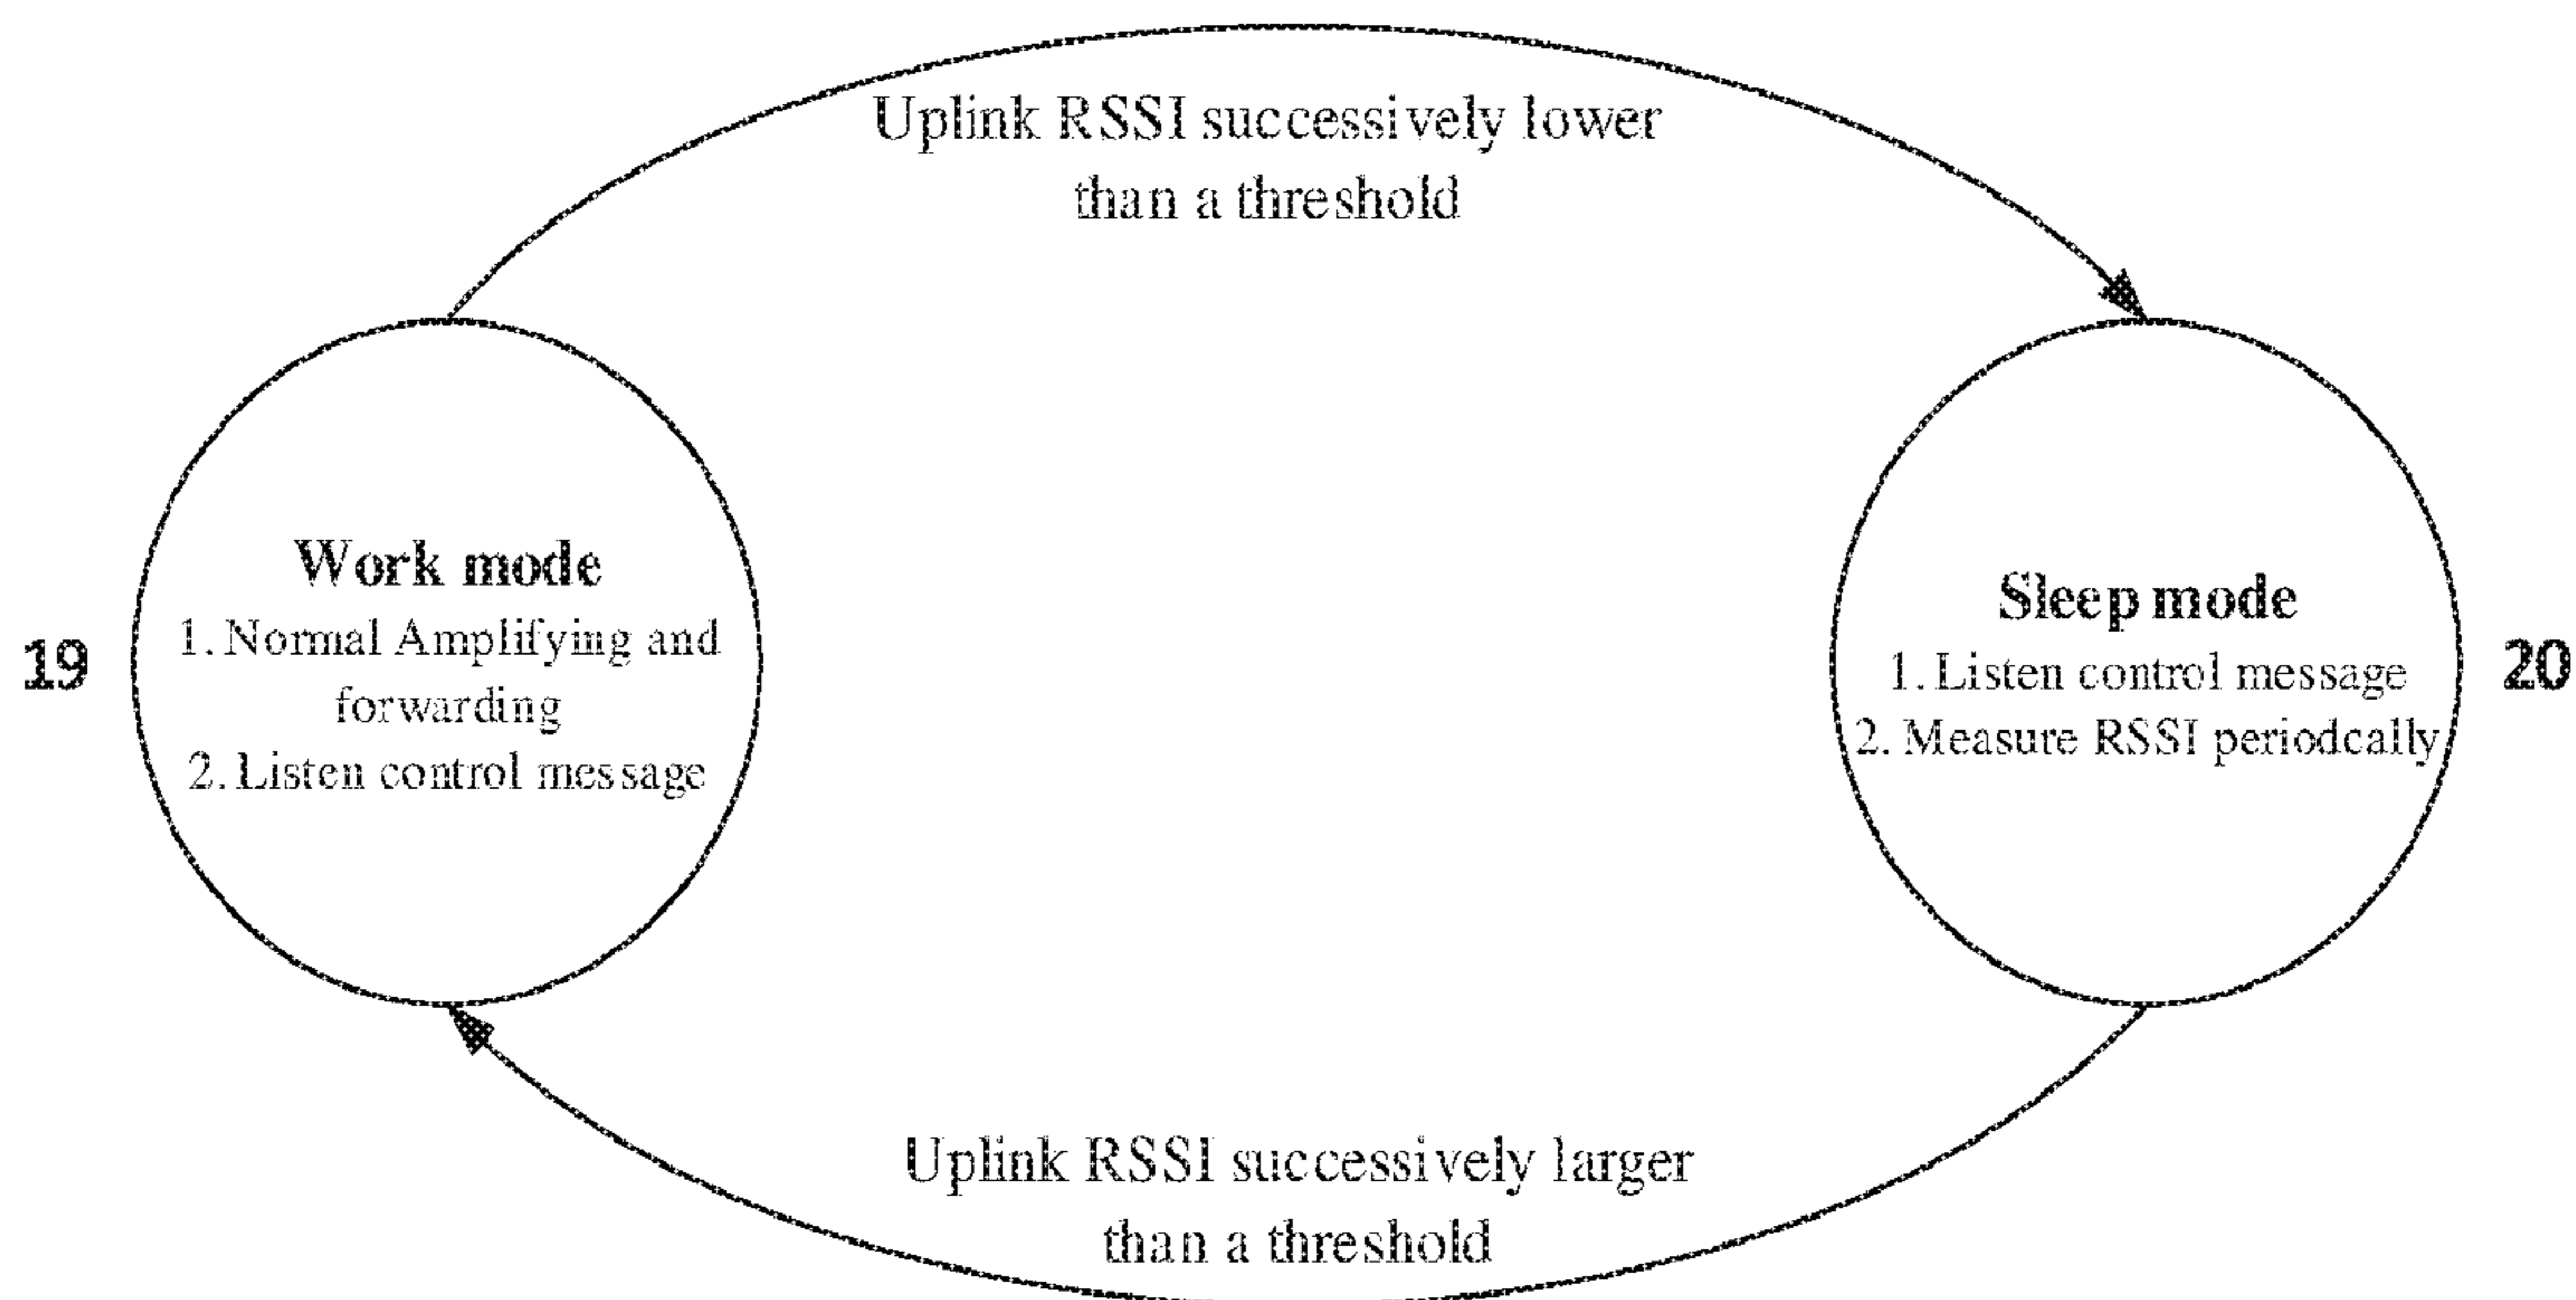 Uplink RSSI successively lower
than a threshold
Work mode
1. Normal Amplifying and
forwarding
2. Listen control message
19
Sleep mode
1. Listen control message
2. Measure RSSI periodcally
20
Uplink RSSI successively larger
than a threshold